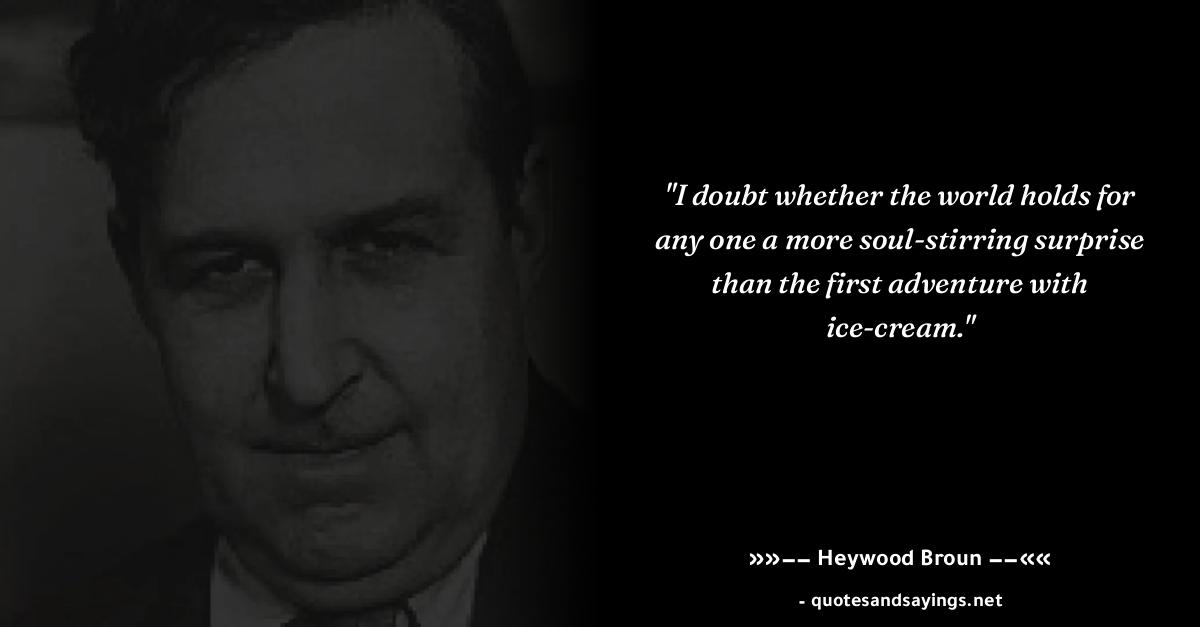 "I doubt whether the world holds for
any one a more soul-stirring surprise
than the first adventure with
ice-cream."
»»−− Heywood Broun −−««
- quotesandsayings.net